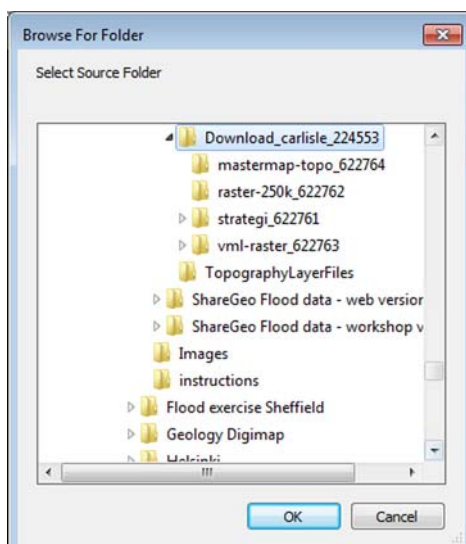 Browse For Folder
Select Source Folder
Download_carlisle_224553
mastermap-topo_622764
raster-250k_622762
strategi_622761
vml-raster_622763
TopographyLayerFiles
ShareGeo Flood data - web version
ShareGeo Flood data - workshop v
Images
instructions
Flood exercise Sheffield
Geology Digimap
Helsinki
OK
Cancel